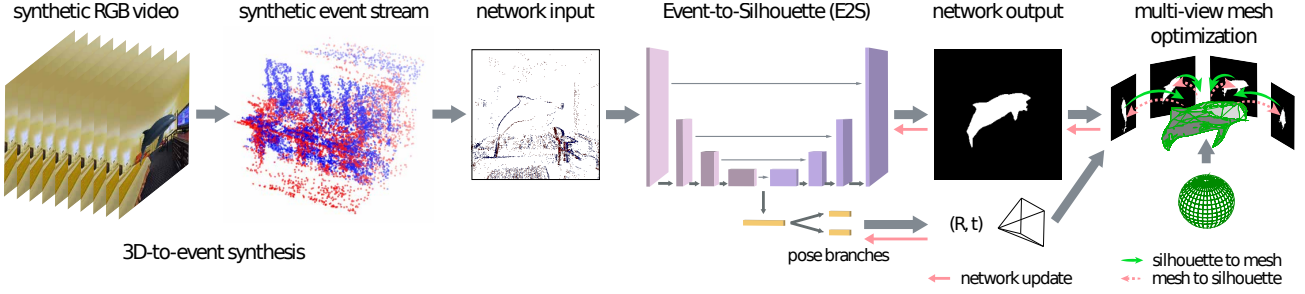 synthetic RGB video
synthetic event stream
network input
Event-to-Silhouette (E2S)
network output
multi-view mesh
optimization
3D-to-event synthesis
pose branches
(R, t)
network update
silhouette to mesh
mesh to silhouette